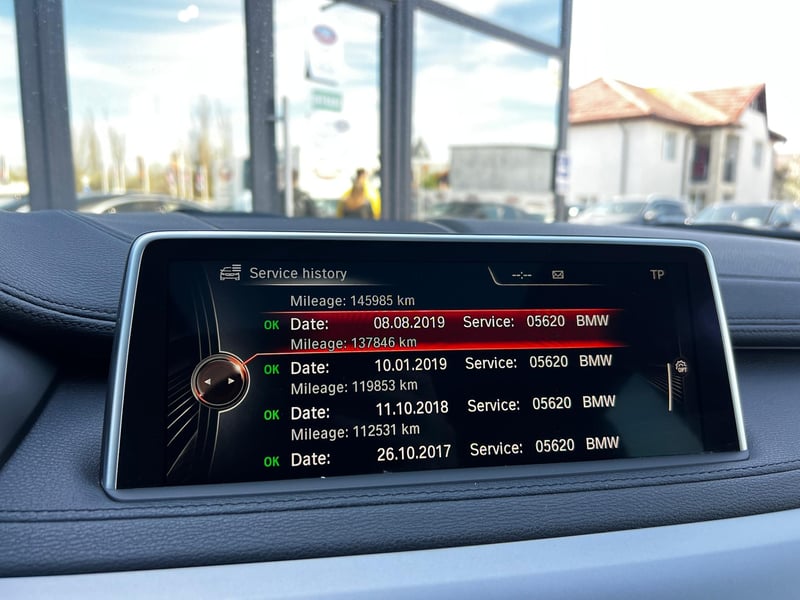 Service history --:-- TP
Mileage: 145985 km
OK Date: 08.08.2019 Service: 05620 BMW
Mileage: 137846 km
OK Date: 10.01.2019 Service: 05620 BMW
Mileage: 119853 km
OK Date: 11.10.2018 Service: 05620 BMW
Mileage: 112531 km
OK Date: 26.10.2017 Service: 05620 BMW